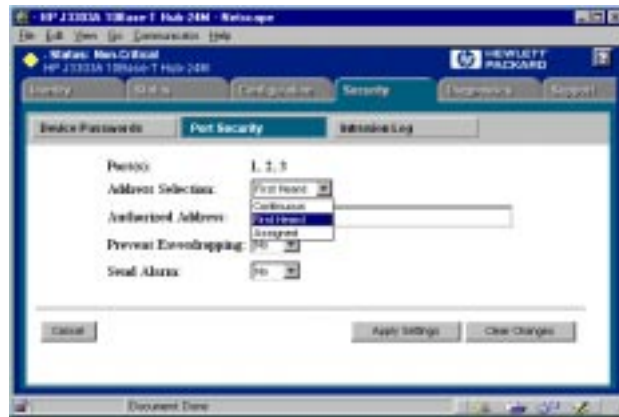 HP J3303A 10Base-T Hub-24M - Netscape
File Edit View Go Communicator Help
Status: Non-Critical
HP J3303A 10Base-T Hub-24M
HEWLETT
PACKARD
Identity Status Configuration Security Diagnostics Support
Device Passwords Port Security Intrusion Log
Port(s): 1, 2, 3
Address Selection: First Heard
Continuous
First Heard
Assigned
Authorized Address:
Prevent Eavesdropping: No
Send Alarm: No
Cancel Apply Settings Clear Changes
Document: Done